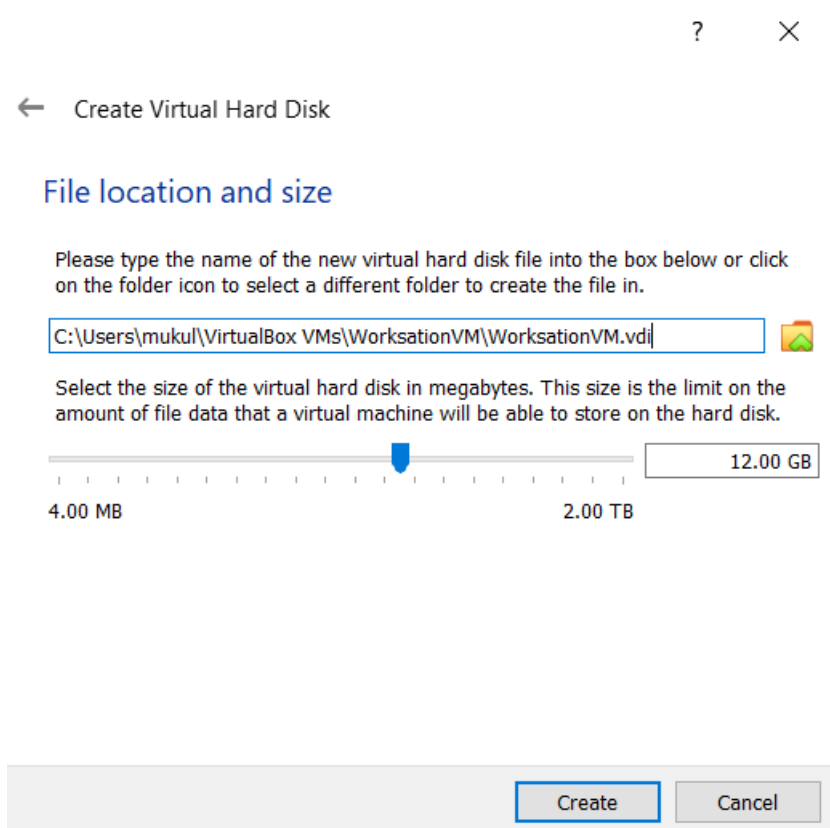 ?
Create Virtual Hard Disk
File location and size
Please type the name of the new virtual hard disk file into the box below or click
on the folder icon to select a different folder to create the file in.
C:\Users\mukul\VirtualBox VMs\WorksationVM\WorksationVM.vdi
Select the size of the virtual hard disk in megabytes. This size is the limit on the
amount of file data that a virtual machine will be able to store on the hard disk.
12.00 GB
4.00 MB 2.00 TB
Create Cancel